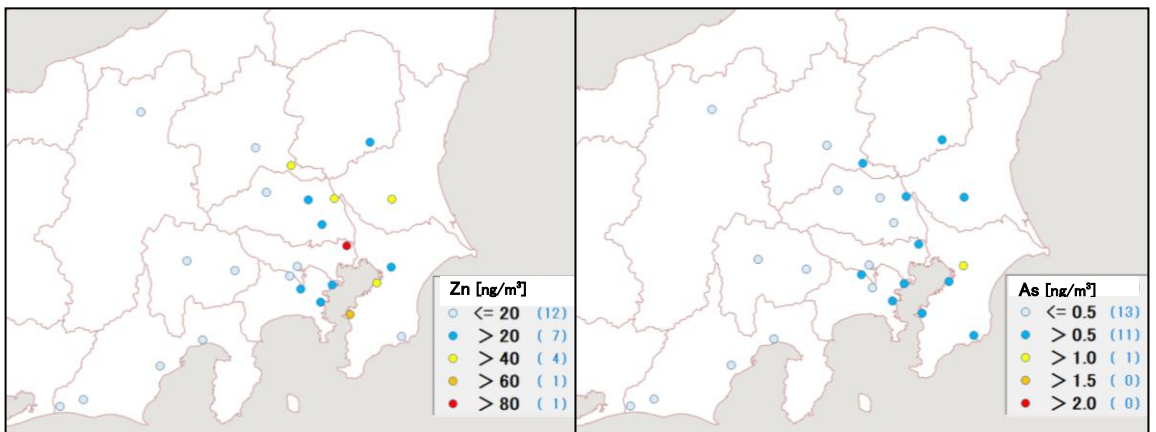 Zn [ng/m³]
<= 20 (12)
> 20 ( 7)
> 40 ( 4)
> 60 ( 1)
> 80 ( 1)
As [ng/m³]
<= 0.5 (13)
> 0.5 (11)
> 1.0 ( 1)
> 1.5 ( 0)
> 2.0 ( 0)